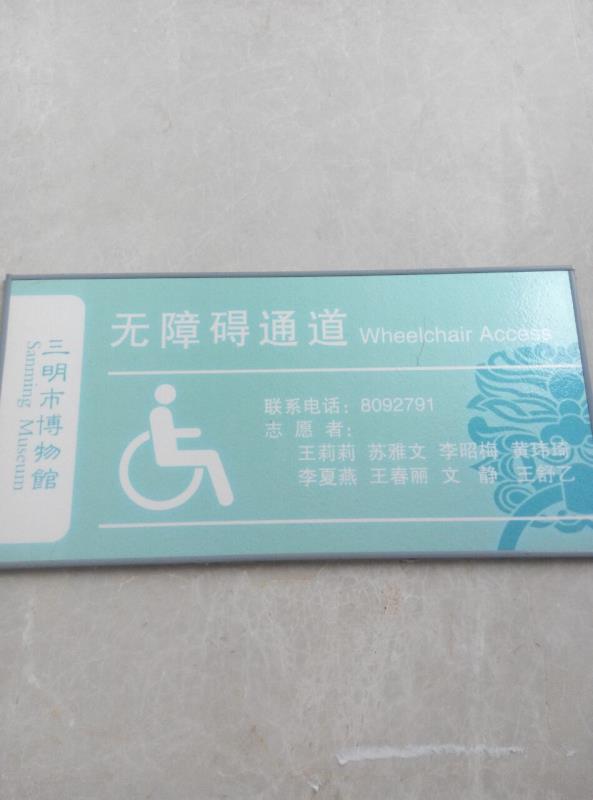 三明市博物館
Sanming Museum
无障碍通道 Wheelchair Access
联系电话：8092791
志愿者：
王莉莉 苏雅文 李昭梅 黄玮琦
李夏燕 王春丽 文静 王舒乙